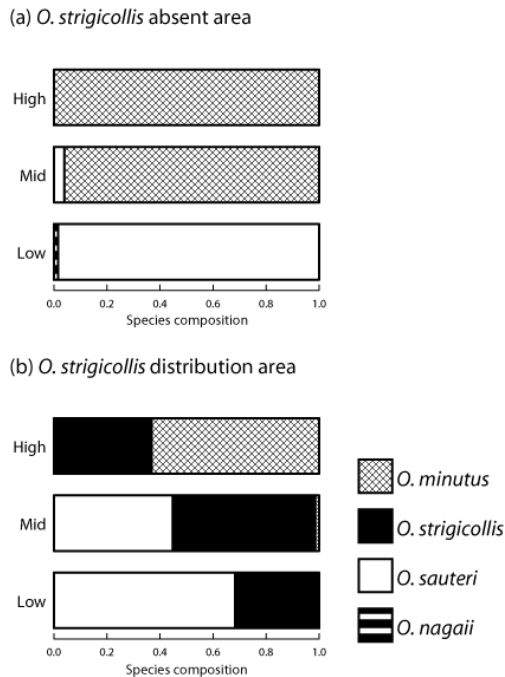 (a) O. strigicollis absent area
High
Mid
Low
0.0 0.2 0.4 0.6 0.8 1.0
Species composition
(b) O. strigicollis distribution area
High
Mid
Low
0.0 0.2 0.4 0.6 0.8 1.0
Species composition
O. minutus
O. strigicollis
O. sauteri
O. nagaii